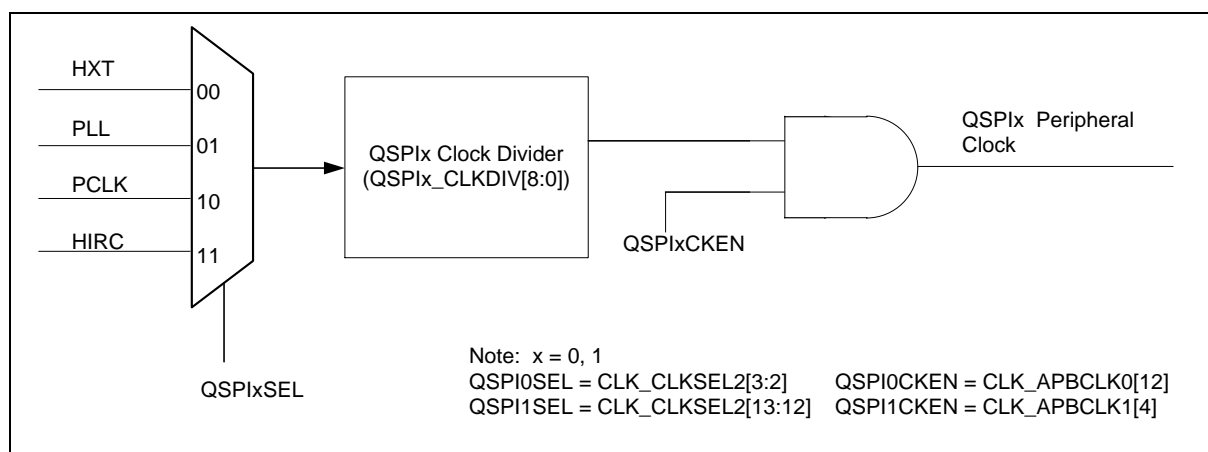 HXT
00
PLL
01
PCLK
10
HIRC
11
QSPIxSEL
QSPIx Clock Divider
(QSPIx_CLKDIV[8:0])
QSPIxCKEN
QSPIx Peripheral
Clock
Note: x = 0, 1
QSPI0SEL = CLK_CLKSEL2[3:2] QSPI0CKEN = CLK_APBCLK0[12]
QSPI1SEL = CLK_CLKSEL2[13:12] QSPI1CKEN = CLK_APBCLK1[4]